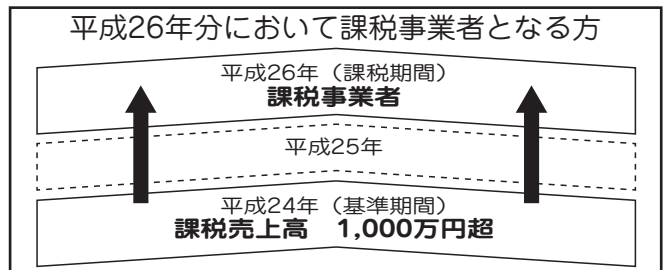 平成26年分において課税事業者となる方
平成26年（課税期間）
課税事業者
平成25年
平成24年（基準期間）
課税売上高　1,000万円超